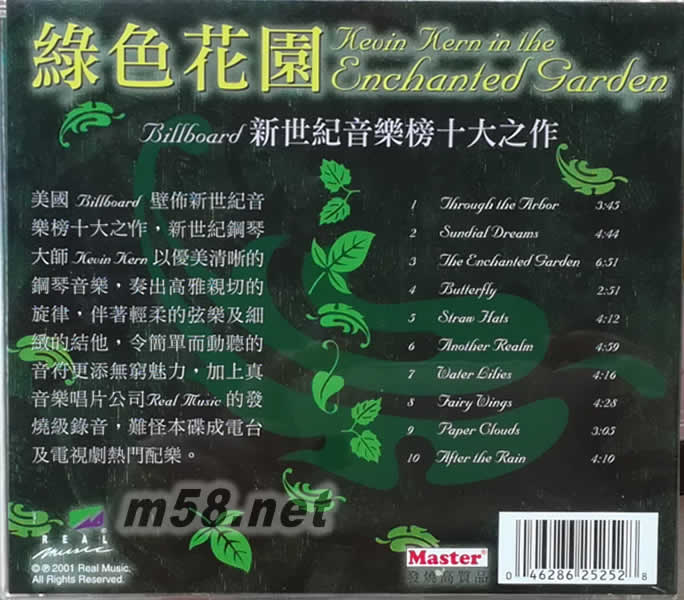 綠色花園
Kevin Kern in the
Enchanted Garden
Billboard 新世紀音樂榜十大之作
美國 Billboard 壁佈新世紀音
樂榜十大之作，新世紀鋼琴
大師 Kevin Kern 以優美清晰的
鋼琴音樂，奏出高雅親切的
旋律，伴著輕柔的弦樂及細
緻的結他，令簡單而動聽的
音符更添無窮魅力，加上真
音樂唱片公司 Real Music 的發
燒級錄音，難怪本碟成電台
及電視劇熱門配樂。
1 Through the Arbor 3:45
2 Sundial Dreams 4:44
3 The Enchanted Garden 6:51
4 Butterfly 2:51
5 Straw Hats 4:12
6 Another Realm 4:59
7 Water Lilies 4:16
8 Fairy Wings 4:28
9 Paper Clouds 3:05
10 After the Rain 4:10
m58.net
REAL
music
©℗2001 Real Music.
All Rights Reserved.
Master®
發燒高質品
0 46286 25252 8